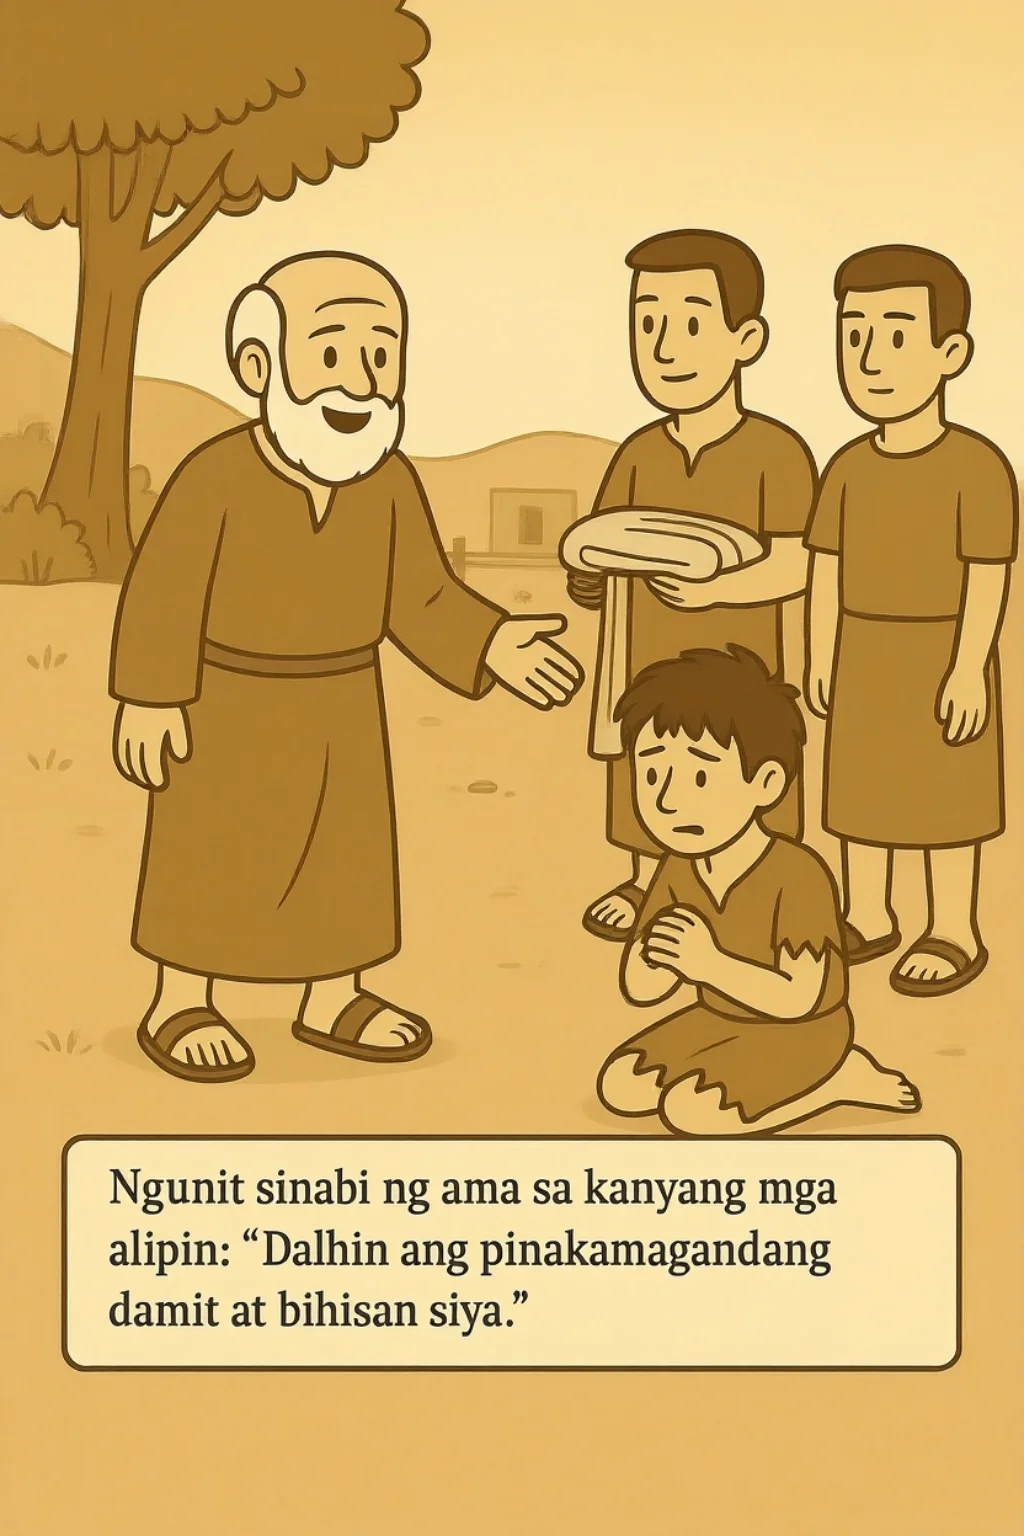 Ngunit sinabi ng ama sa kanyang mga
alipin: “Dalhin ang pinakamagandang
damit at bihisan siya.”